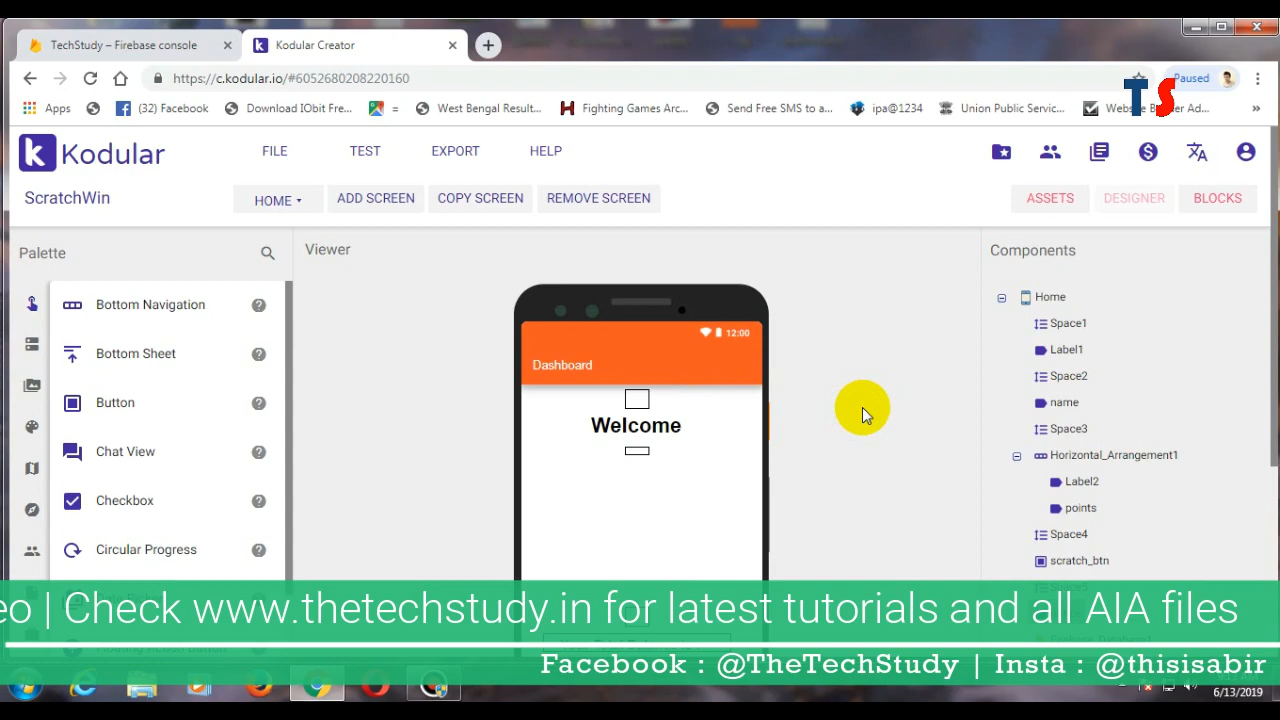 TechStudy – Firebase console
Kodular Creator
https://c.kodular.io/#6052680208220160
Paused
TS
Apps
(32) Facebook
Download IObit Fre...
=
West Bengal Result...
Fighting Games Arc...
Send Free SMS to a...
ipa@1234
Union Public Servic...
»
Kodular
FILE
TEST
EXPORT
HELP
ScratchWin
HOME
ADD SCREEN
COPY SCREEN
REMOVE SCREEN
ASSETS
DESIGNER
BLOCKS
Palette
Viewer
Components
Bottom Navigation
Bottom Sheet
Button
Chat View
Checkbox
Circular Progress
12:00
Dashboard
Welcome
Home
Space1
Label1
Space2
name
Space3
Horizontal_Arrangement1
Label2
points
Space4
scratch_btn
Space5
eo | Check www.thetechstudy.in for latest tutorials and all AIA files
Facebook : @TheTechStudy | Insta : @thisisabir
6/13/2019